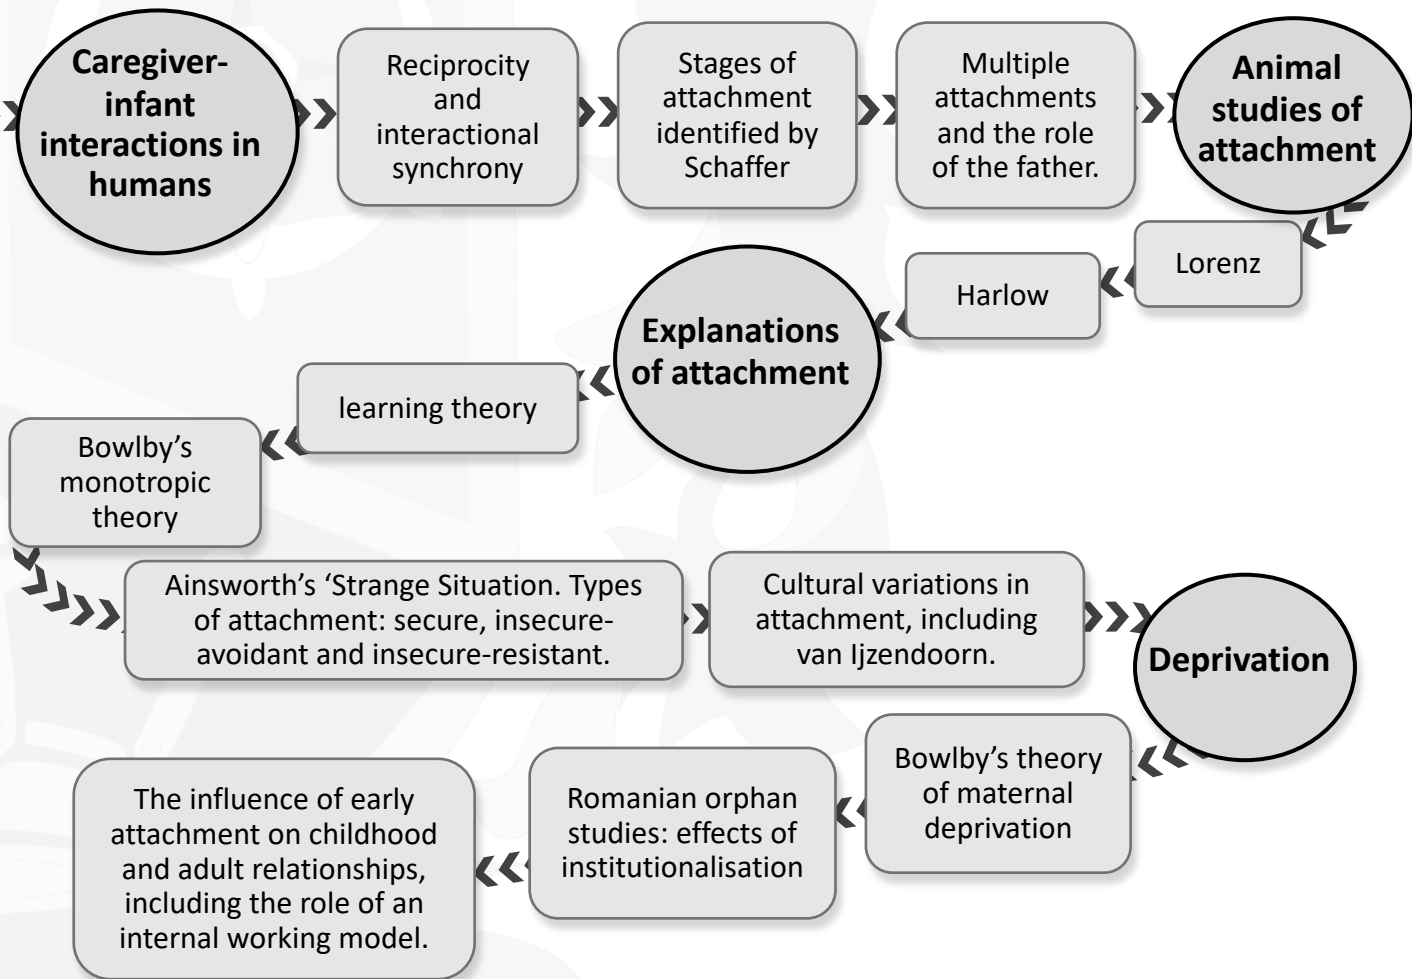 Caregiver-
infant
interactions in
humans
Reciprocity
and
interactional
synchrony
Stages of
attachment
identified by
Schaffer
Multiple
attachments
and the role
of the father.
Animal
studies of
attachment
Lorenz
Harlow
Explanations
of attachment
learning theory
Bowlby’s
monotropic
theory
Ainsworth’s ‘Strange Situation. Types
of attachment: secure, insecure-
avoidant and insecure-resistant.
Cultural variations in
attachment, including
van Ijzendoorn.
Deprivation
Bowlby’s theory
of maternal
deprivation
Romanian orphan
studies: effects of
institutionalisation
The influence of early
attachment on childhood
and adult relationships,
including the role of an
internal working model.